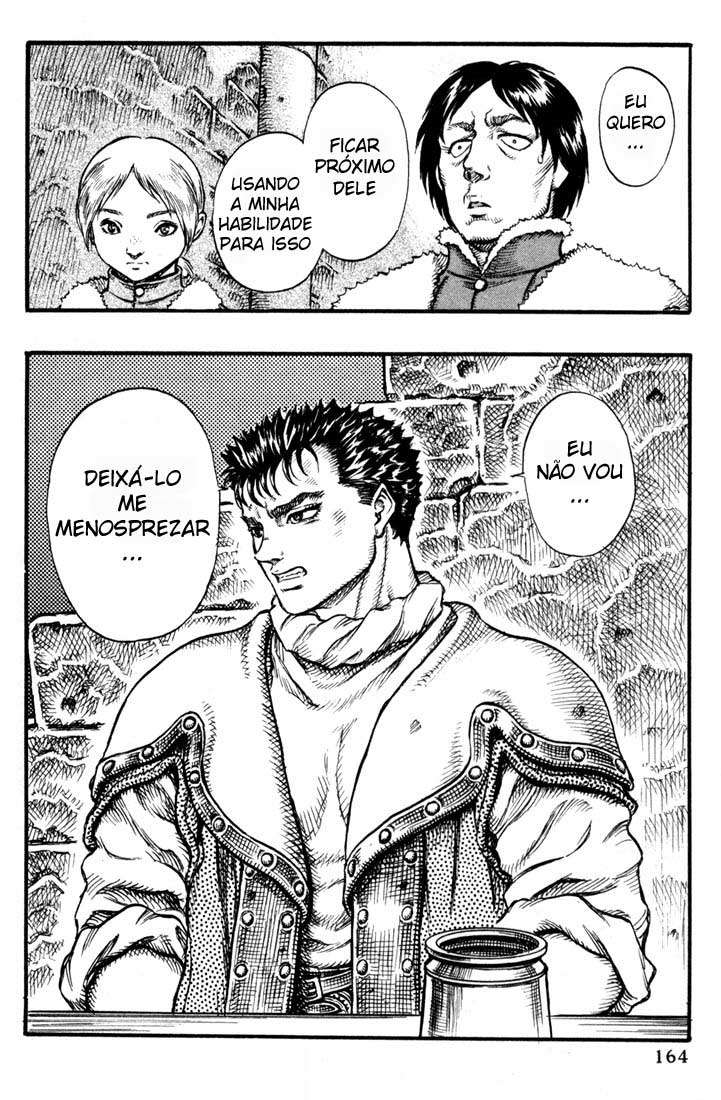 EU
QUERO
...
FICAR
PRÓXIMO
DELE
USANDO
A MINHA
HABILIDADE
PARA ISSO
EU
NÃO VOU
...
DEIXÁ-LO
ME
MENOSPREZAR
...
164